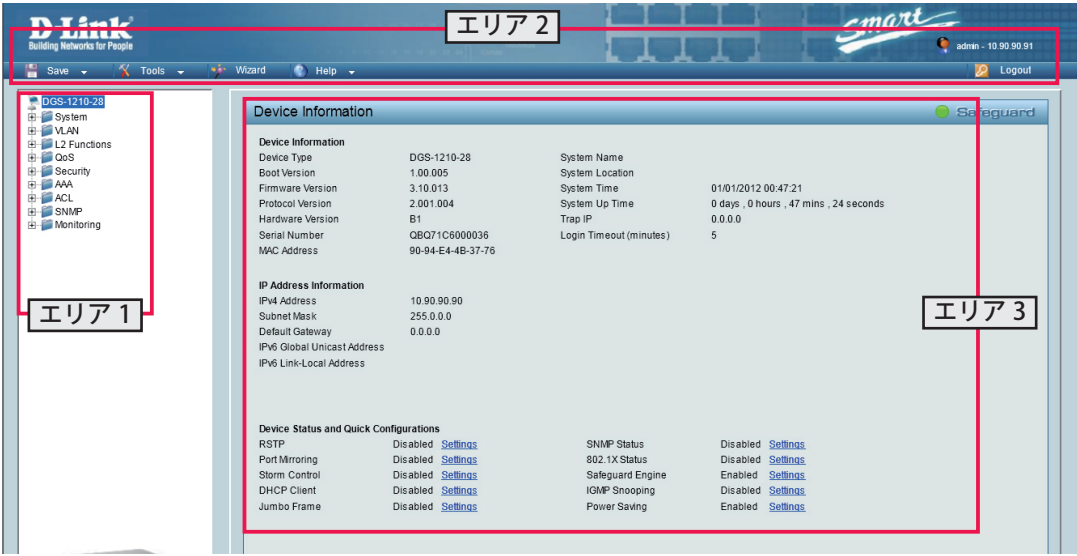 D-Link
Building Networks for People
エリア 2
smart
admin - 10.90.90.91
Save Tools Wizard Help Logout
DGS-1210-28
System
VLAN
L2 Functions
QoS
Security
AAA
ACL
SNMP
Monitoring
エリア 1
Device Information
Safeguard
Device Information
Device Type DGS-1210-28 System Name
Boot Version 1.00.005 System Location
Firmware Version 3.10.013 System Time 01/01/2012 00:47:21
Protocol Version 2.001.004 System Up Time 0 days , 0 hours , 47 mins , 24 seconds
Hardware Version B1 Trap IP 0.0.0.0
Serial Number QBQ71C6000036 Login Timeout (minutes) 5
MAC Address 90-94-E4-4B-37-76
IP Address Information
IPv4 Address 10.90.90.90
Subnet Mask 255.0.0.0
Default Gateway 0.0.0.0
IPv6 Global Unicast Address
IPv6 Link-Local Address
エリア 3
Device Status and Quick Configurations
RSTP Disabled Settings SNMP Status Disabled Settings
Port Mirroring Disabled Settings 802.1X Status Disabled Settings
Storm Control Disabled Settings Safeguard Engine Enabled Settings
DHCP Client Disabled Settings IGMP Snooping Disabled Settings
Jumbo Frame Disabled Settings Power Saving Enabled Settings